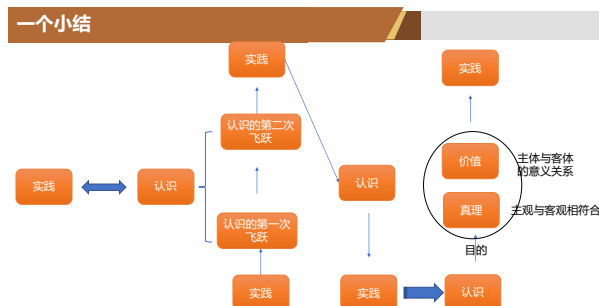 一个小结
实践
实践
认识的第二次
飞跃
价值
主体与客体
的意义关系
实践
认识
认识
真理
主观与客观相符合
认识的第一次
飞跃
目的
实践
实践
认识